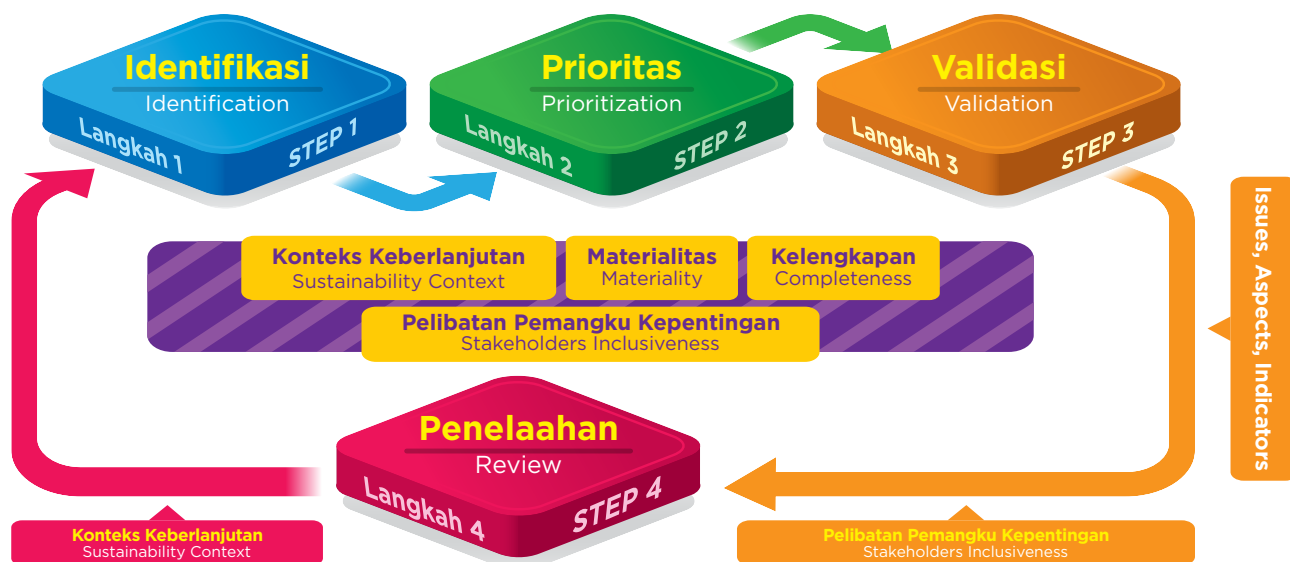 Identifikasi
Identification
Langkah 1
STEP 1
Prioritas
Prioritization
Langkah 2
STEP 2
Validasi
Validation
Langkah 3
STEP 3
Issues, Aspects, Indicators
Konteks Keberlanjutan
Sustainability Context
Materialitas
Materiality
Kelengkapan
Completeness
Pelibatan Pemangku Kepentingan
Stakeholders Inclusiveness
Penelaahan
Review
Langkah 4
STEP 4
Konteks Keberlanjutan
Sustainability Context
Pelibatan Pemangku Kepentingan
Stakeholders Inclusiveness